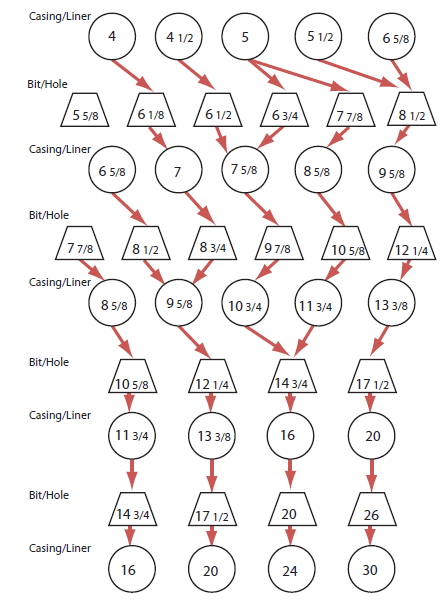 Casing/Liner
4 4 1/2 5 5 1/2 6 5/8
Bit/Hole
5 5/8 6 1/8 6 1/2 6 3/4 7 7/8 8 1/2
Casing/Liner
6 5/8 7 7 5/8 8 5/8 9 5/8
Bit/Hole
7 7/8 8 1/2 8 3/4 9 7/8 10 5/8 12 1/4
Casing/Liner
8 5/8 9 5/8 10 3/4 11 3/4 13 3/8
Bit/Hole
10 5/8 12 1/4 14 3/4 17 1/2
Casing/Liner
11 3/4 13 3/8 16 20
Bit/Hole
14 3/4 17 1/2 20 26
Casing/Liner
16 20 24 30